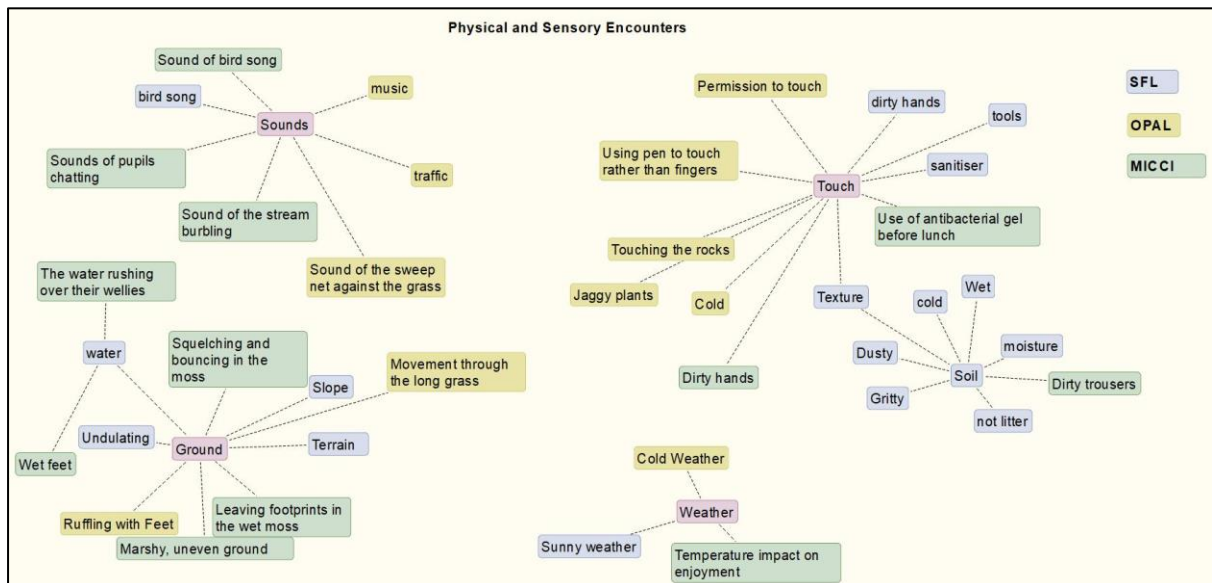 Physical and Sensory Encounters
Sound of bird song
bird song
music
Sounds
Sounds of pupils
chatting
traffic
Sound of the stream
burbling
Sound of the sweep
net against the grass
Permission to touch
dirty hands
tools
Using pen to touch
rather than fingers
sanitiser
Touch
Use of antibacterial gel
before lunch
Touching the rocks
Jaggy plants
Cold
Texture
Dirty hands
cold
Wet
Dusty
moisture
Soil
Dirty trousers
Gritty
not litter
SFL
OPAL
MICCI
The water rushing
over their wellies
water
Squelching and
bouncing in the
moss
Movement through
the long grass
Slope
Undulating
Ground
Terrain
Wet feet
Ruffling with Feet
Leaving footprints in
the wet moss
Marshy, uneven ground
Cold Weather
Weather
Sunny weather
Temperature impact on
enjoyment